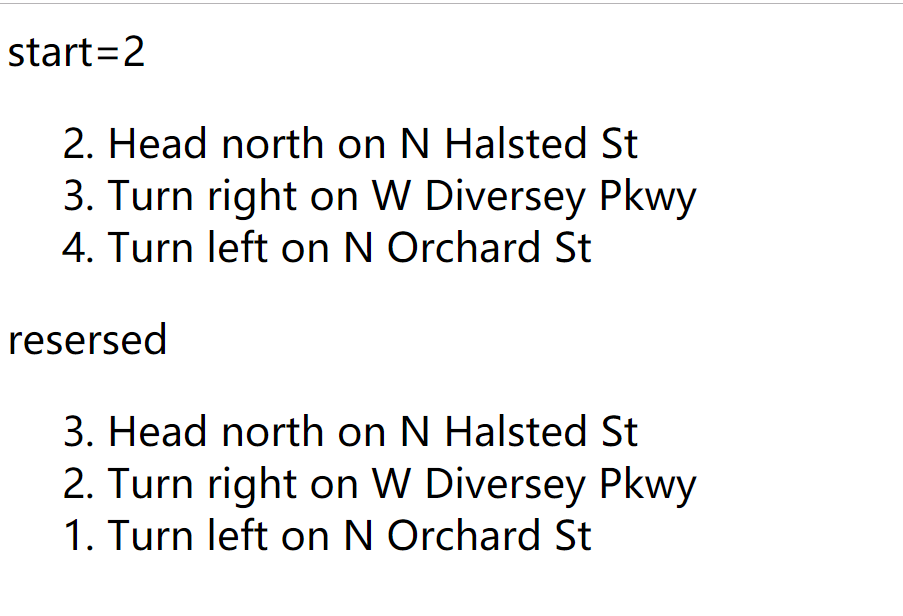 start=2
2. Head north on N Halsted St
3. Turn right on W Diversey Pkwy
4. Turn left on N Orchard St
resersed
3. Head north on N Halsted St
2. Turn right on W Diversey Pkwy
1. Turn left on N Orchard St